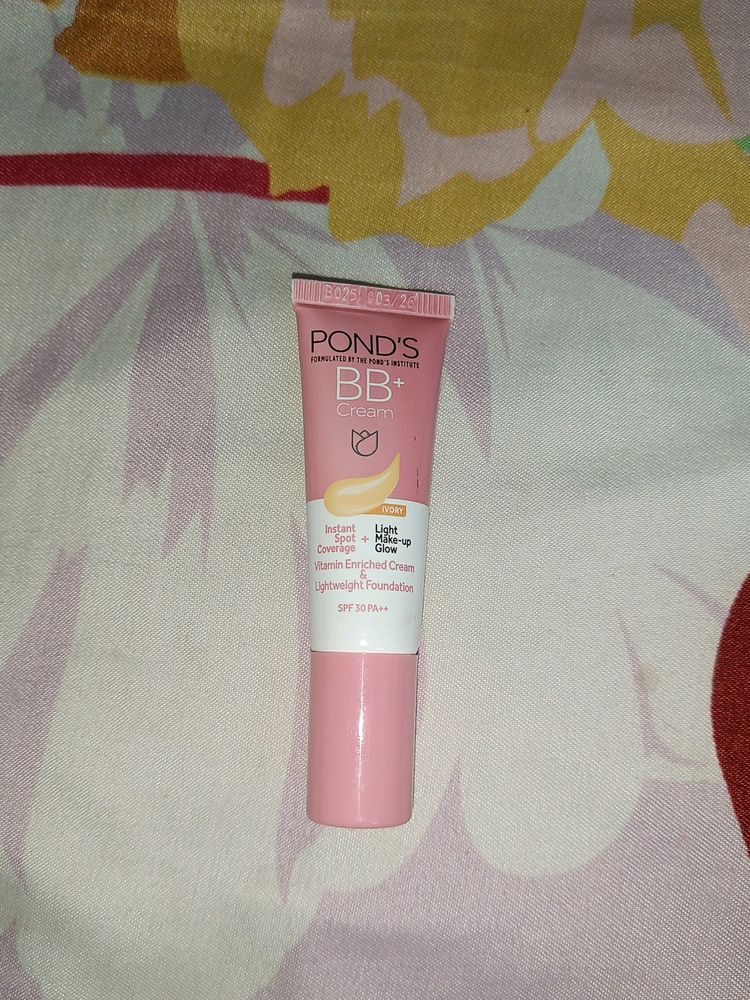 B025 B03/26
POND'S
FORMULATED BY THE POND'S INSTITUTE
BB+
Cream
IVORY
Instant
Spot
Coverage
+
Light
Make-up
Glow
Vitamin Enriched Cream
&
Lightweight Foundation
SPF 30 PA++